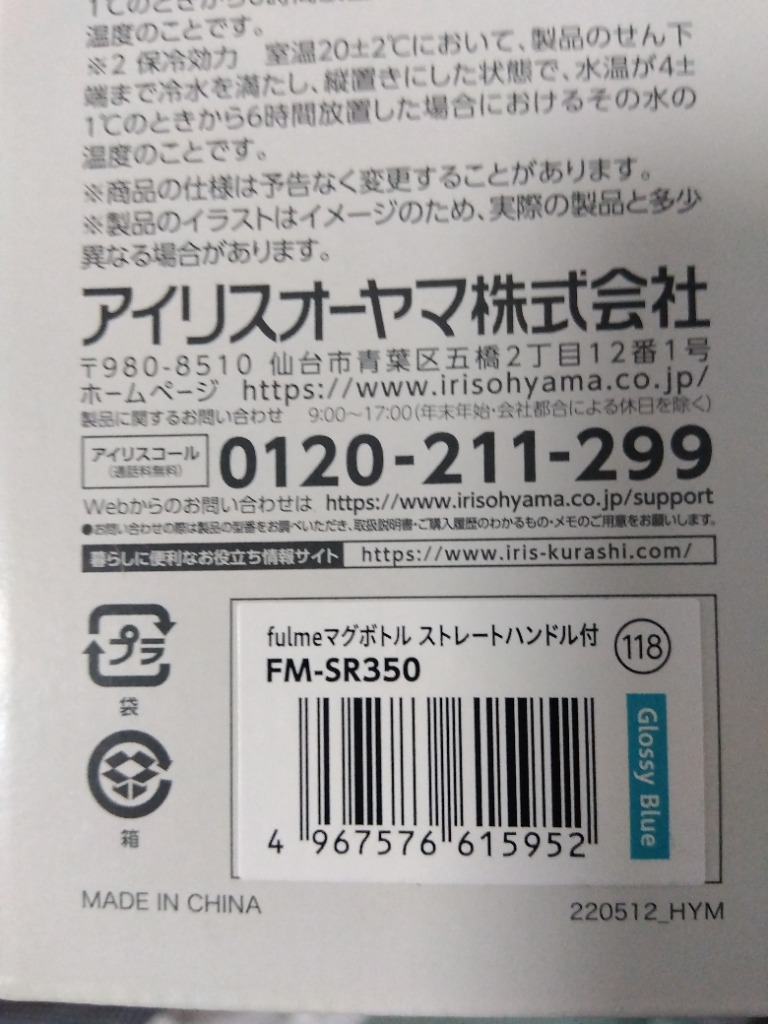 1℃のときから6時間
温度のことです。
※2 保冷効力 室温20±2℃において、製品のせん下
端まで冷水を満たし、縦置きにした状態で、水温が4±
1℃のときから6時間放置した場合におけるその水の
温度のことです。
※商品の仕様は予告なく変更することがあります。
※製品のイラストはイメージのため、実際の製品と多少
異なる場合があります。
アイリスオーヤマ株式会社
〒980-8510 仙台市青葉区五橋2丁目12番1号
ホームページ https://www.irisohyama.co.jp/
製品に関するお問い合わせ 9:00~17:00(年末年始・会社都合による休日を除く)
アイリスコール
(通話料無料)
0120-211-299
Webからのお問い合わせは https://www.irisohyama.co.jp/support
●お問い合わせの際は製品の型番をお調べいただき、取扱説明書・ご購入履歴のわかるもの・メモのご用意をお願いします。
暮らしに便利なお役立ち情報サイト https://www.iris-kurashi.com/
プラ
袋
箱
fulmeマグボトル ストレートハンドル付
118
FM-SR350
Glossy Blue
4 967576 615952
MADE IN CHINA
220512_HYM